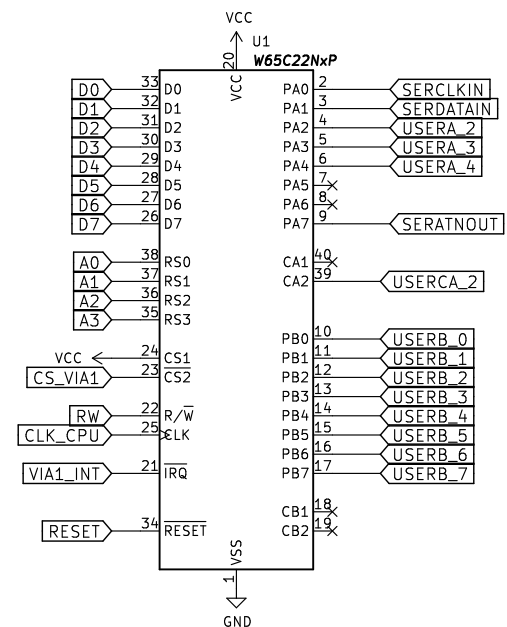 VCC
U1
W65C22NxP
20
VCC
D0 33 D0 PA0 2 SERCLKIN
D1 32 D1 PA1 3 SERDATAIN
D2 31 D2 PA2 4 USERA_2
D3 30 D3 PA3 5 USERA_3
D4 29 D4 PA4 6 USERA_4
D5 28 D5 PA5 7
D6 27 D6 PA6 8
D7 26 D7 PA7 9 SERATNOUT
A0 38 RS0 CA1 40
A1 37 RS1 CA2 39 USERCA_2
A2 36 RS2
A3 35 RS3
PB0 10 USERB_0
VCC 24 CS1 PB1 11 USERB_1
CS_VIA1 23 CS2 PB2 12 USERB_2
PB3 13 USERB_3
RW 22 R/W PB4 14 USERB_4
CLK_CPU 25 CLK PB5 15 USERB_5
PB6 16 USERB_6
VIA1_INT 21 IRQ PB7 17 USERB_7
CB1 18
RESET 34 RESET CB2 19
VSS
1
GND